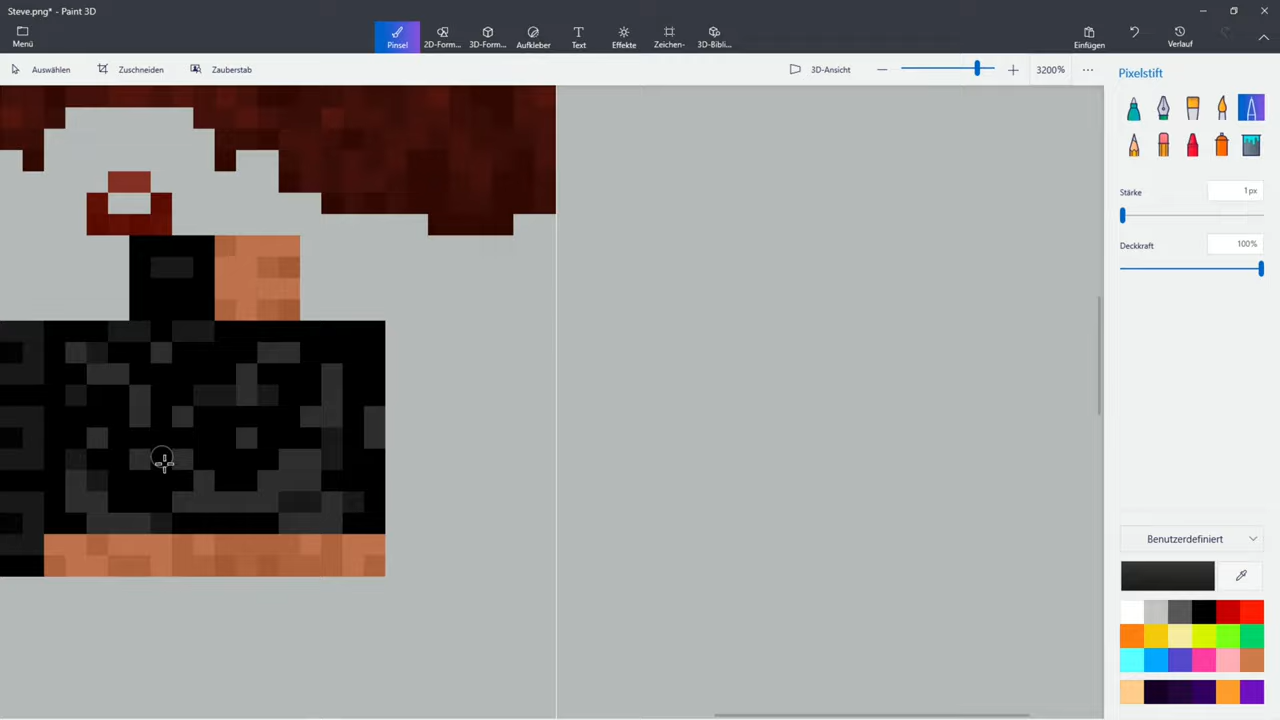 Steve.png* - Paint 3D
Menü
Pinsel
2D-Form...
3D-Form...
Aufkleber
Text
Effekte
Zeichen-
3D-Bibli...
Einfügen
Verlauf
Auswählen
Zuschneiden
Zauberstab
3D-Ansicht
3200%
Pixelstift
Stärke
1px
Deckkraft
100%
Benutzerdefiniert